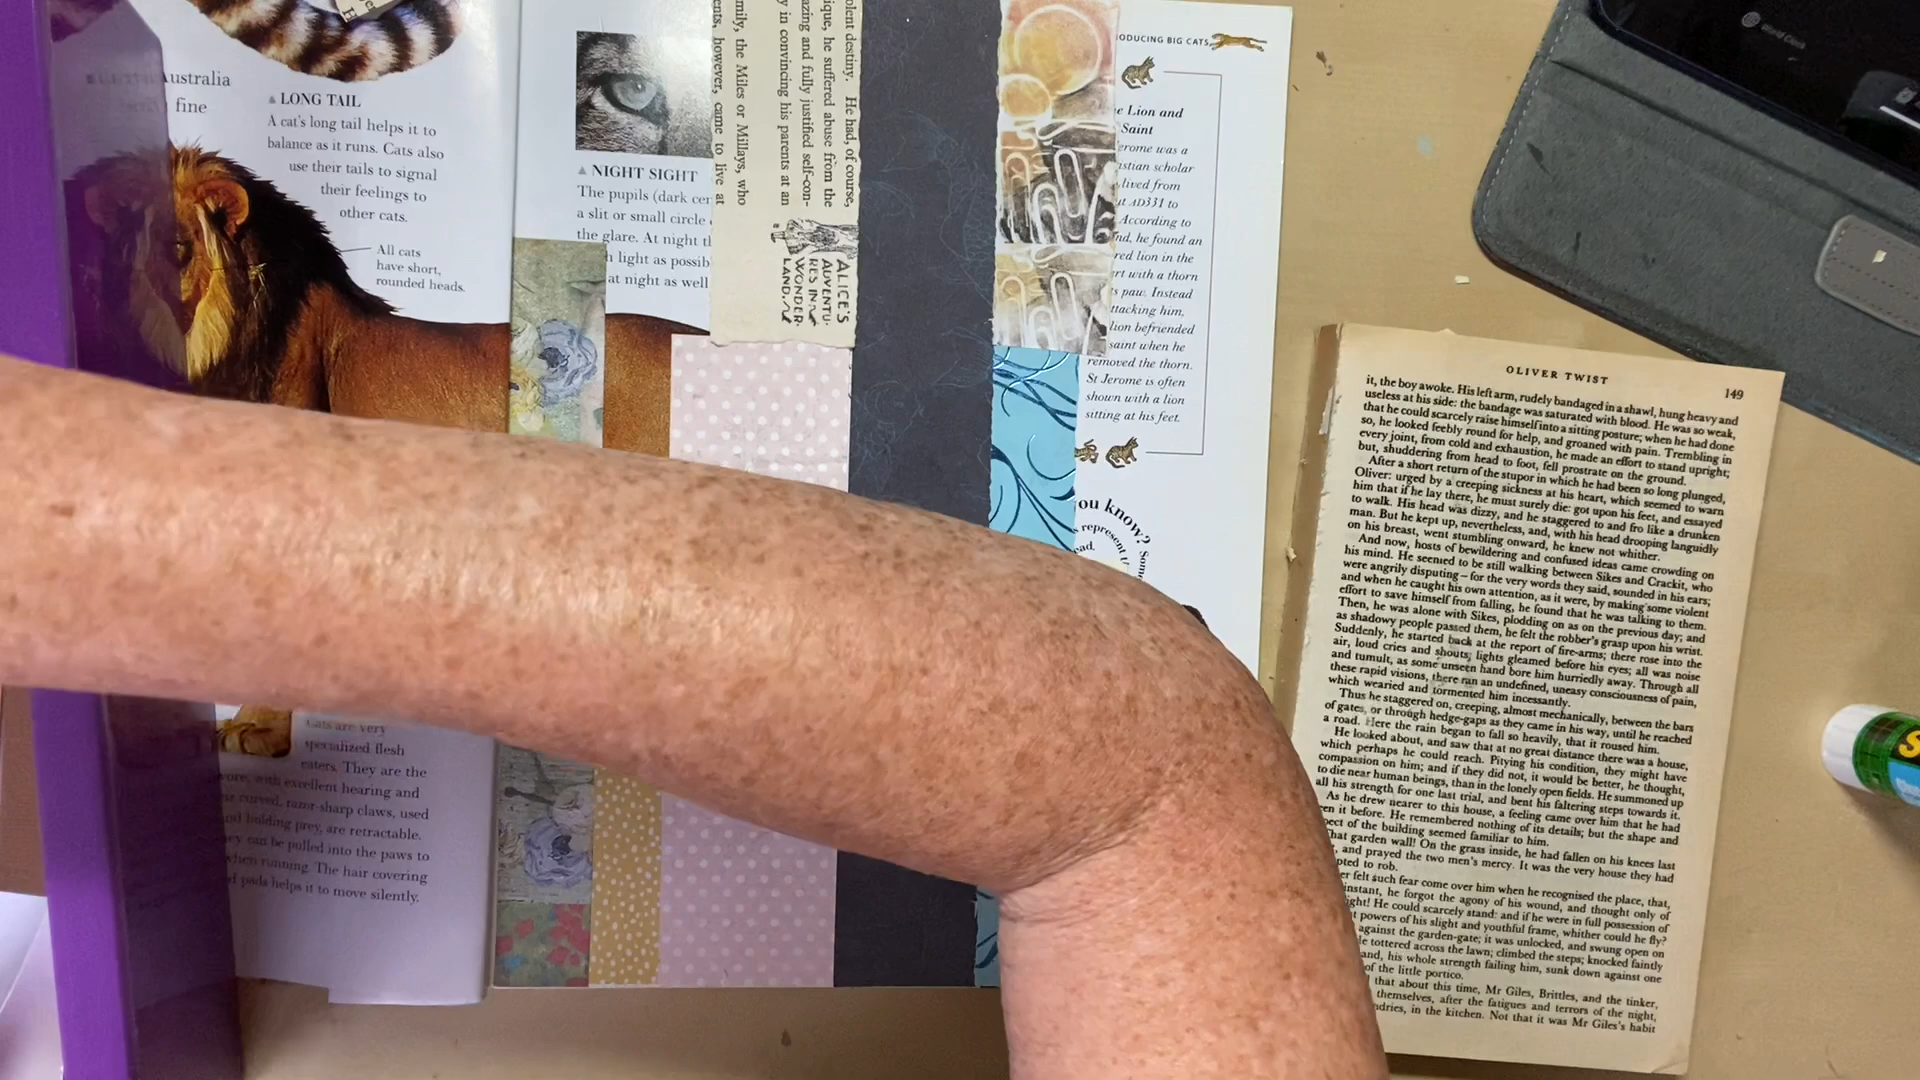 Australia
fine
▲ LONG TAIL
A cat's long tail helps it to
balance as it runs. Cats also
use their tails to signal
their feelings to
other cats.
All cats
have short,
rounded heads.
Cats are very
specialized flesh
eaters. They are the
with excellent hearing and
curved, razor-sharp claws, used
and holding prey, are retractable.
can be pulled into the paws to
when running. The hair covering
pads helps it to move silently.
▲ NIGHT SIGHT
The pupils (dark
a slit or small circle
the glare. At night
light as
at night as well
olent destiny. He had, of course,
ique, he suffered abuse from the
azing and fully justified self-con-
y in convincing his parents at an
mily, the Miles or Millays, who
ents, however, came to live at
ALICE'S
ADVENTU-
RES IN
WONDER-
LAND.
ODUCING BIG CATS
e Lion and
Saint
erome was a
istian scholar
lived from
ut AD331 to
According to
nd, he found an
red lion in the
rt with a thorn
s paw. Instead
ttacking him,
lion befriended
saint when he
removed the thorn.
St Jerome is often
shown with a lion
sitting at his feet.
you know?
represent
World Clock
OLIVER TWIST
149
it, the boy awoke. His left arm, rudely bandaged in a shawl, hung heavy and
useless at his side: the bandage was saturated with blood. He was so weak,
that he could scarcely raise himself into a sitting posture; when he had done
so, he looked feebly round for help, and groaned with pain. Trembling in
every joint, from cold and exhaustion, he made an effort to stand upright;
but, shuddering from head to foot, fell prostrate on the ground.
After a short return of the stupor in which he had been so long plunged,
Oliver: urged by a creeping sickness at his heart, which seemed to warn
him that if he lay there, he must surely die: got upon his feet, and essayed
to walk. His head was dizzy, and he staggered to and fro like a drunken
man. But he kept up, nevertheless, and, with his head drooping languidly
on his breast, went stumbling onward, he knew not whither.
And now, hosts of bewildering and confused ideas came crowding on
his mind. He seemed to be still walking between Sikes and Crackit, who
were angrily disputing – for the very words they said, sounded in his ears;
and when he caught his own attention, as it were, by making some violent
effort to save himself from falling, he found that he was talking to them.
Then, he was alone with Sikes, plodding on as on the previous day; and
as shadowy people passed them, he felt the robber's grasp upon his wrist.
Suddenly, he started back at the report of fire-arms; there rose into the
air, loud cries and shouts; lights gleamed before his eyes; all was noise
and tumult, as some unseen hand bore him hurriedly away. Through all
these rapid visions, there ran an undefined, uneasy consciousness of pain,
which wearied and tormented him incessantly.
Thus he staggered on, creeping, almost mechanically, between the bars
of gates, or through hedge-gaps as they came in his way, until he reached
a road. Here the rain began to fall so heavily, that it roused him.
He looked about, and saw that at no great distance there was a house,
which perhaps he could reach. Pitying his condition, they might have
compassion on him; and if they did not, it would be better, he thought,
to die near human beings, than in the lonely open fields. He summoned up
all his strength for one last trial, and bent his faltering steps towards it.
As he drew nearer to this house, a feeling came over him that he had
en it before. He remembered nothing of its details; but the shape and
pect of the building seemed familiar to him.
hat garden wall! On the grass inside, he had fallen on his knees last
, and prayed the two men's mercy. It was the very house they had
pted to rob.
er felt such fear come over him when he recognised the place, that,
instant, he forgot the agony of his wound, and thought only of
ight! He could scarcely stand: and if he were in full possession of
t powers of his slight and youthful frame, whither could he fly?
against the garden-gate; it was unlocked, and swung open on
le tottered across the lawn; climbed the steps; knocked faintly
and, his whole strength failing him, sunk down against one
of the little portico.
that about this time, Mr Giles, Brittles, and the tinker,
themselves, after the fatigues and terrors of the night,
ndries, in the kitchen. Not that it was Mr Giles's habit